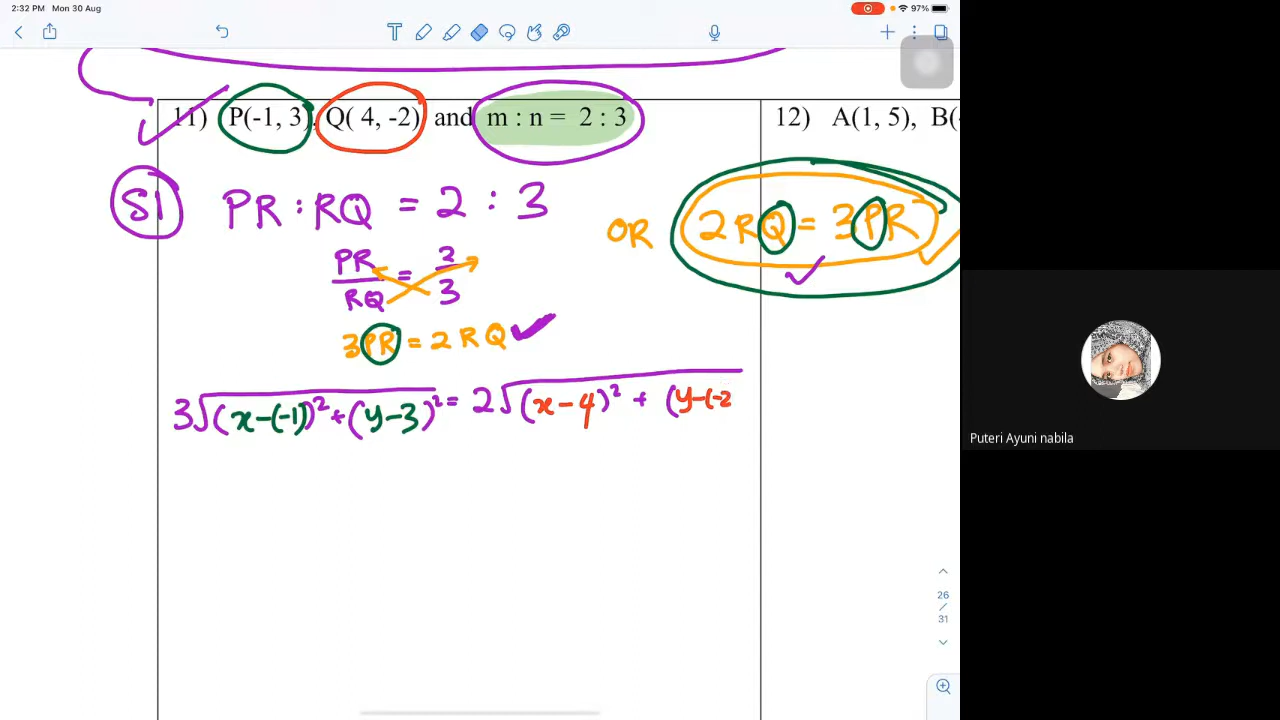 2:32 PM Mon 30 Aug
97%
11) P(-1, 3). Q( 4, -2) and m : n = 2 : 3
12) A(1, 5), B(-
S1
PR : RQ = 2 : 3
OR 2RQ = 3PR
PR/RQ = 2/3
3PR = 2RQ
3√(x-(-1))²+(y-3)² = 2√(x-4)² + (y-(-2
Puteri Ayuni nabila
26
/
31